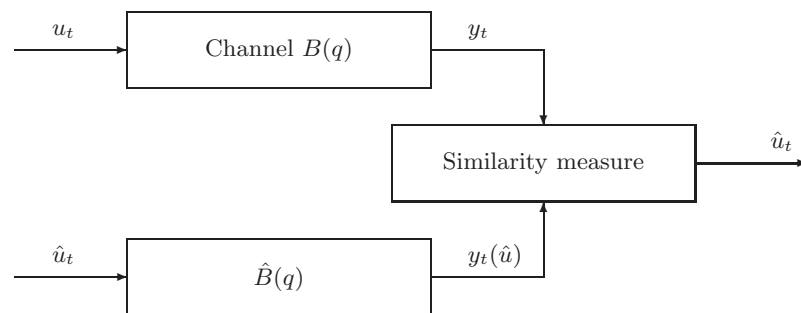 u_t
Channel B(q)
y_t
Similarity measure
û_t
û_t
B̂(q)
y_t(û)